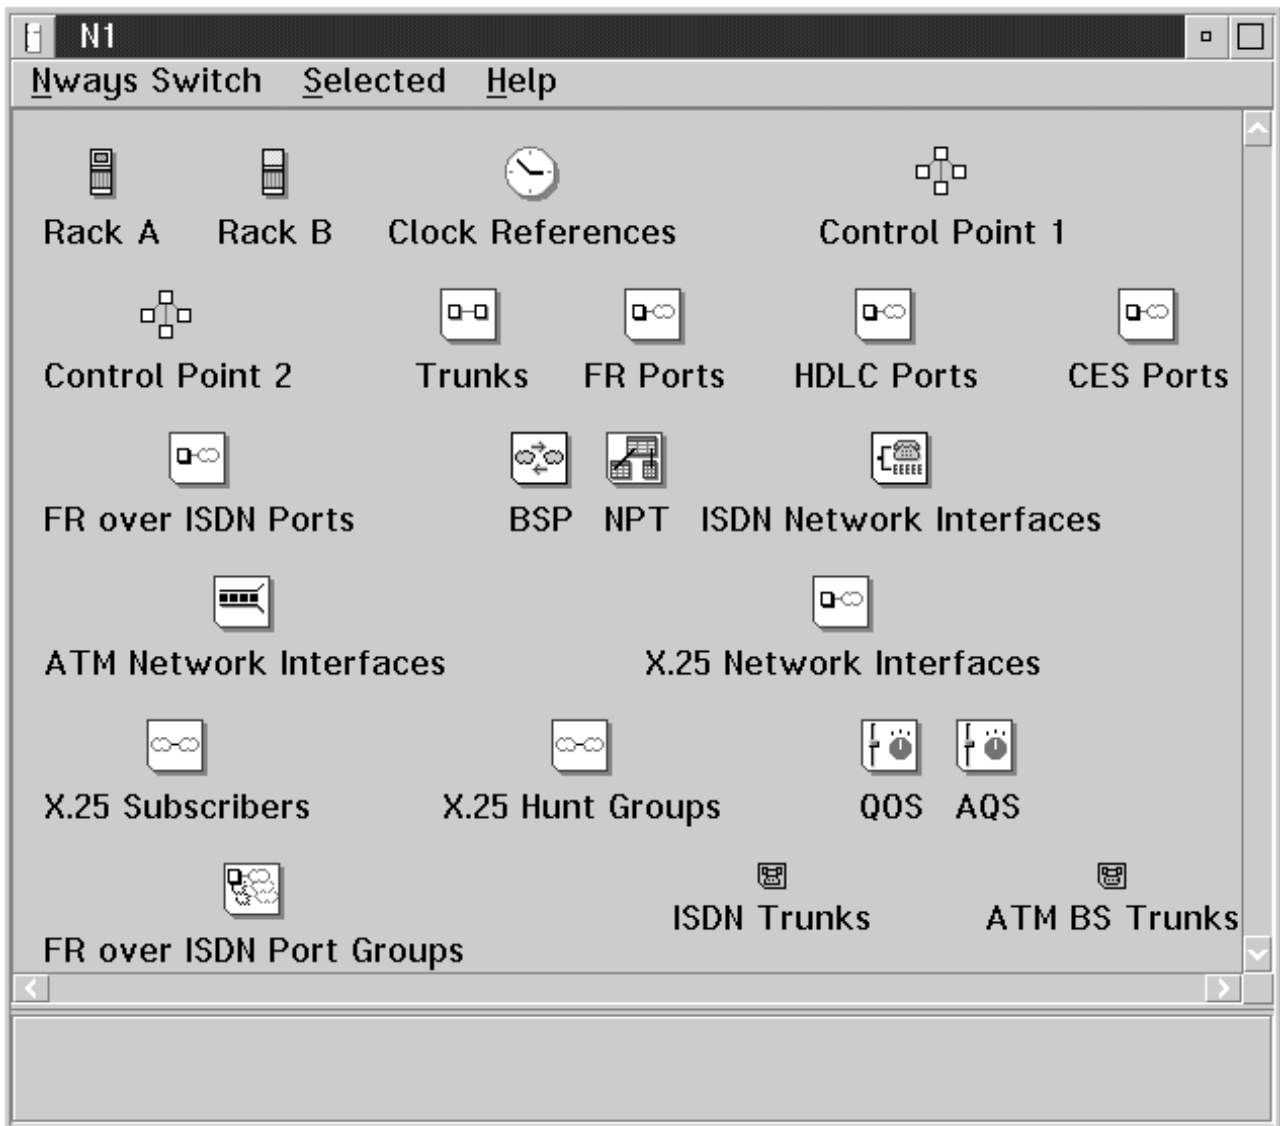 N1
Nways Switch Selected Help
Rack A Rack B Clock References Control Point 1
Control Point 2 Trunks FR Ports HDLC Ports CES Ports
FR over ISDN Ports BSP NPT ISDN Network Interfaces
ATM Network Interfaces X.25 Network Interfaces
X.25 Subscribers X.25 Hunt Groups QOS AQS
ISDN Trunks ATM BS Trunks
FR over ISDN Port Groups